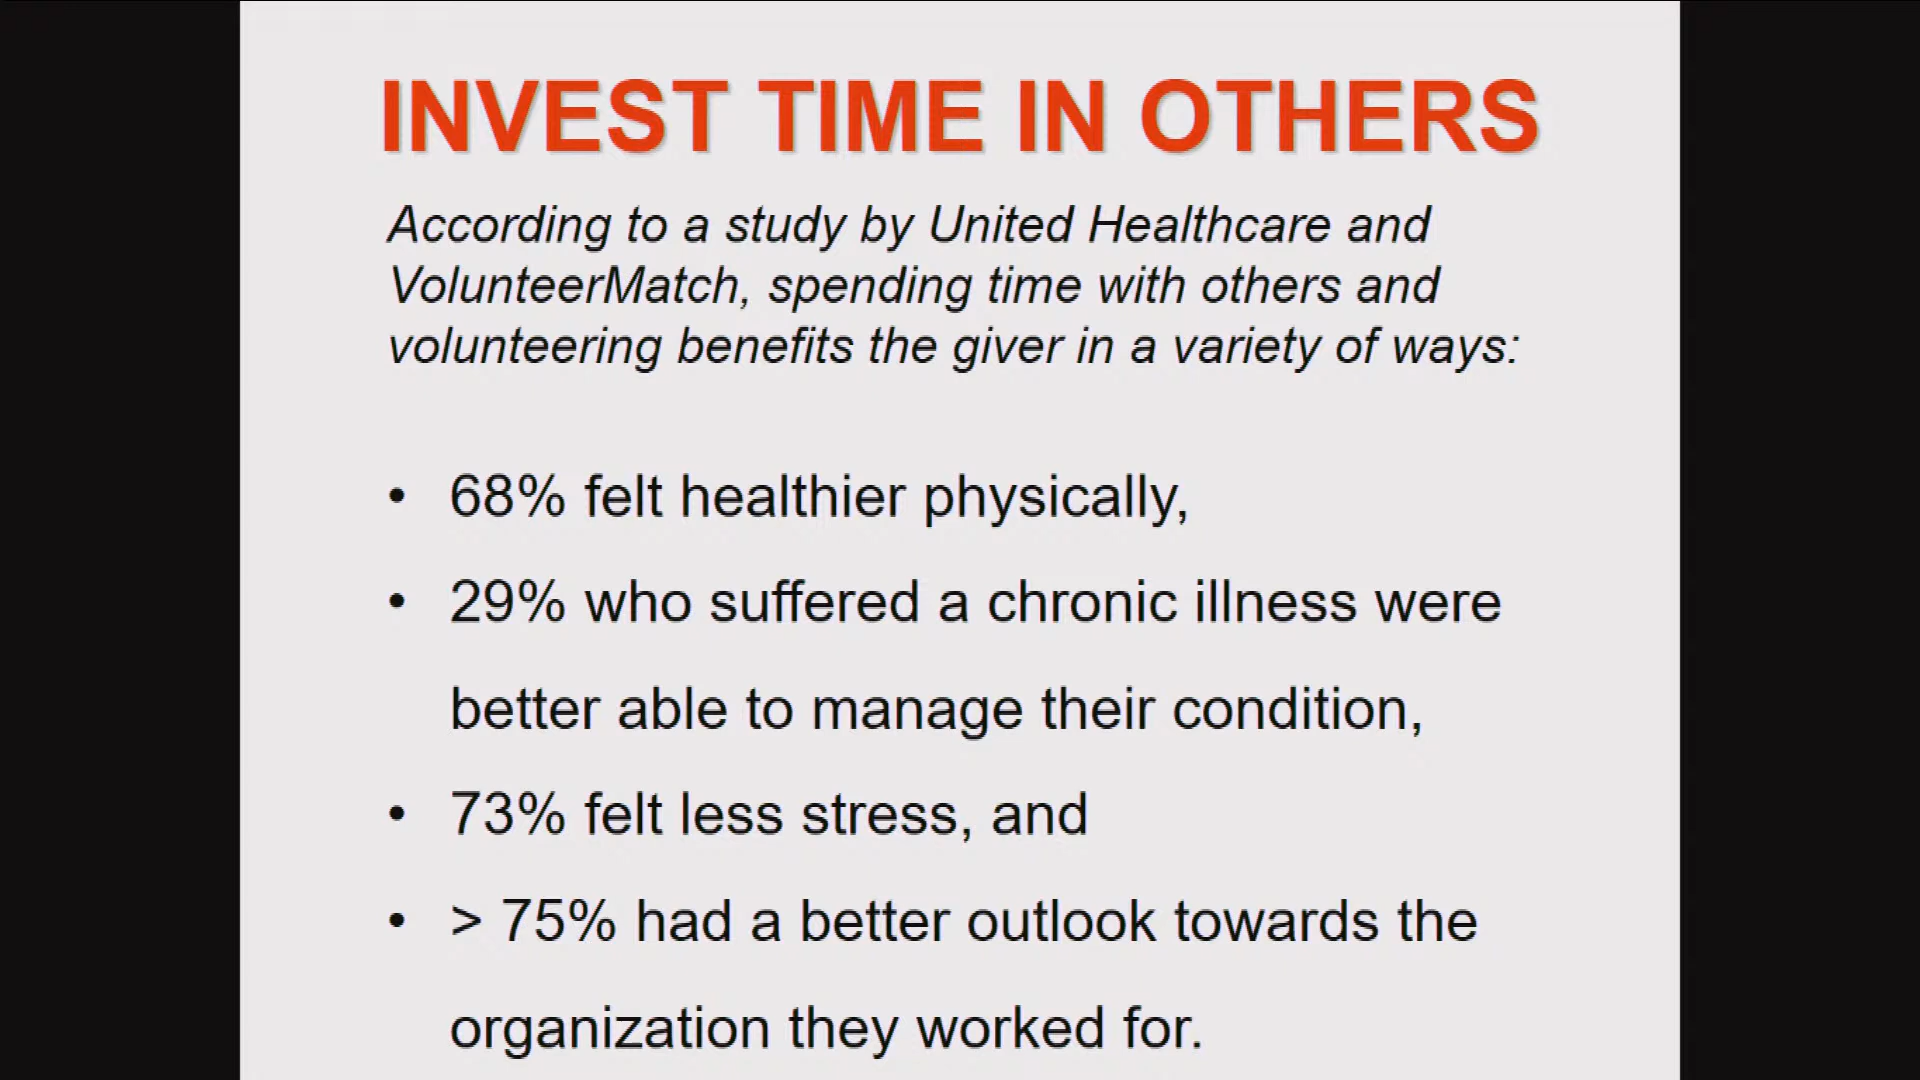 INVEST TIME IN OTHERS
According to a study by United Healthcare and
VolunteerMatch, spending time with others and
volunteering benefits the giver in a variety of ways:
• 68% felt healthier physically,
• 29% who suffered a chronic illness were
better able to manage their condition,
• 73% felt less stress, and
• > 75% had a better outlook towards the
organization they worked for.